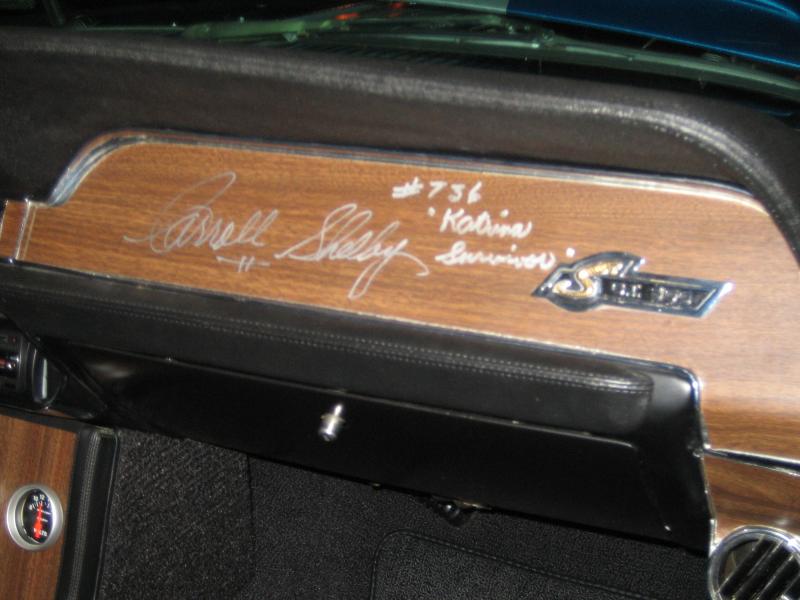 #736
Carroll Shelby
"Katrina
Survivor"